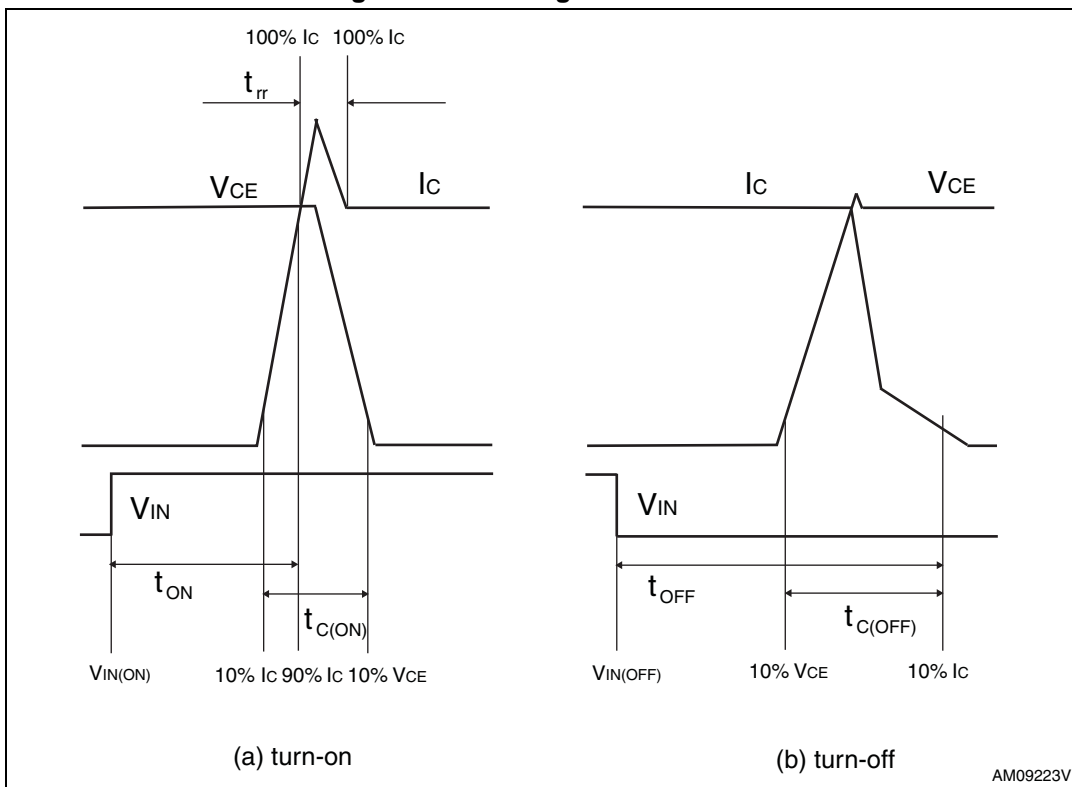 100% IC 100% IC
trr
VCE IC
IC VCE
VIN
VIN
tON
tOFF
tC(ON)
tC(OFF)
VIN(ON) 10% IC 90% IC 10% VCE
VIN(OFF) 10% VCE 10% IC
(a) turn-on
(b) turn-off
AM09223V